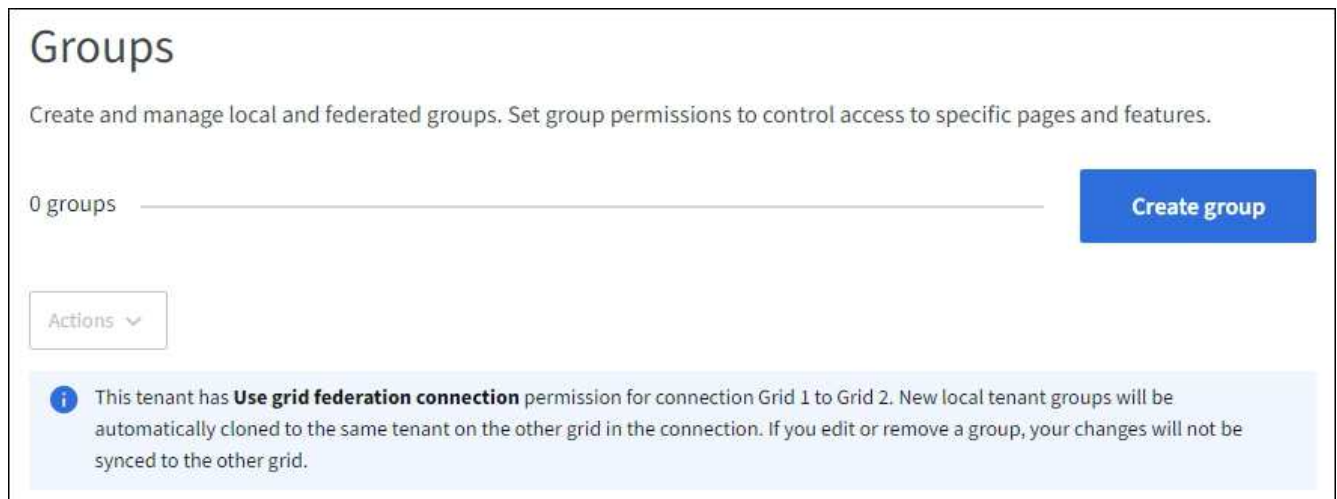 Groups
Create and manage local and federated groups. Set group permissions to control access to specific pages and features.
0 groups
Create group
Actions
This tenant has Use grid federation connection permission for connection Grid 1 to Grid 2. New local tenant groups will be
automatically cloned to the same tenant on the other grid in the connection. If you edit or remove a group, your changes will not be
synced to the other grid.